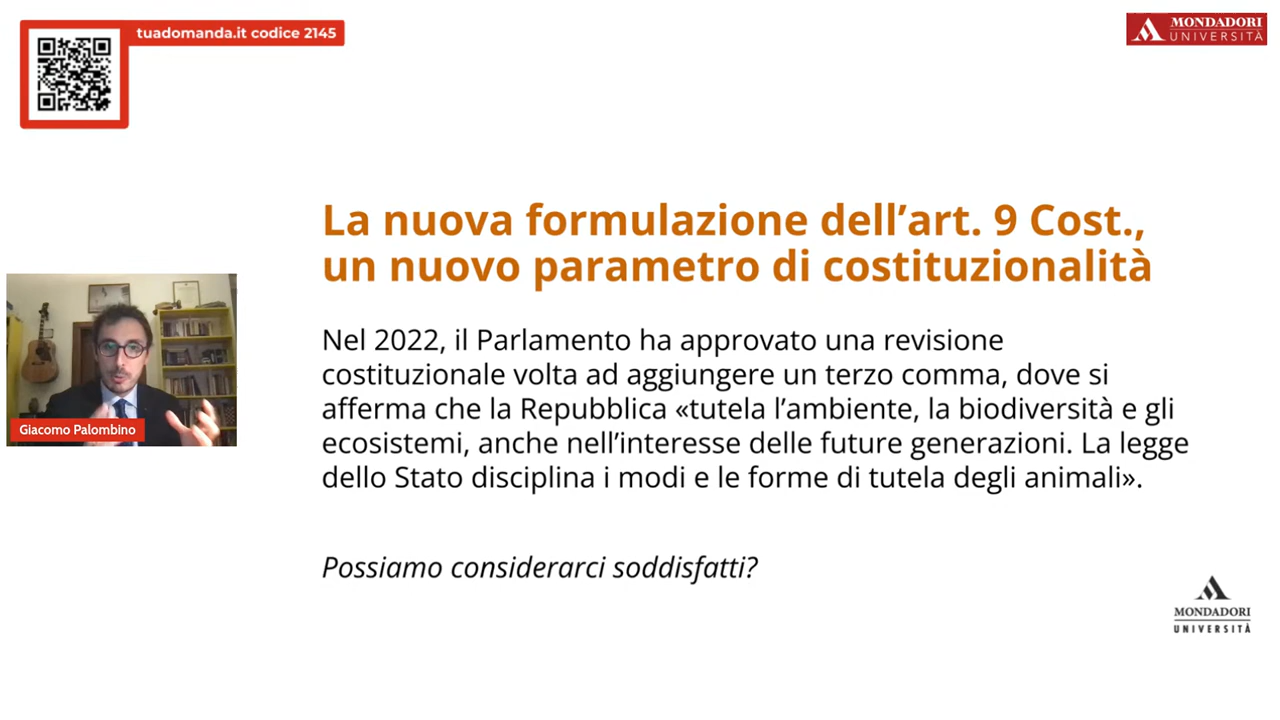 tuadomanda.it codice 2145
MONDADORI
UNIVERSITÀ
La nuova formulazione dell’art. 9 Cost.,
un nuovo parametro di costituzionalità
Nel 2022, il Parlamento ha approvato una revisione
costituzionale volta ad aggiungere un terzo comma, dove si
afferma che la Repubblica «tutela l’ambiente, la biodiversità e gli
ecosistemi, anche nell’interesse delle future generazioni. La legge
dello Stato disciplina i modi e le forme di tutela degli animali».
Giacomo Palombino
Possiamo considerarci soddisfatti?
MONDADORI
UNIVERSITÀ